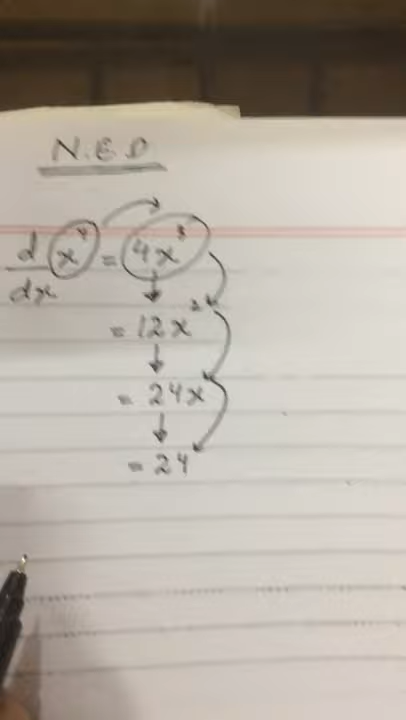 N.E.D
d/dx x⁴ = 4x³
= 12x²
= 24x
= 24